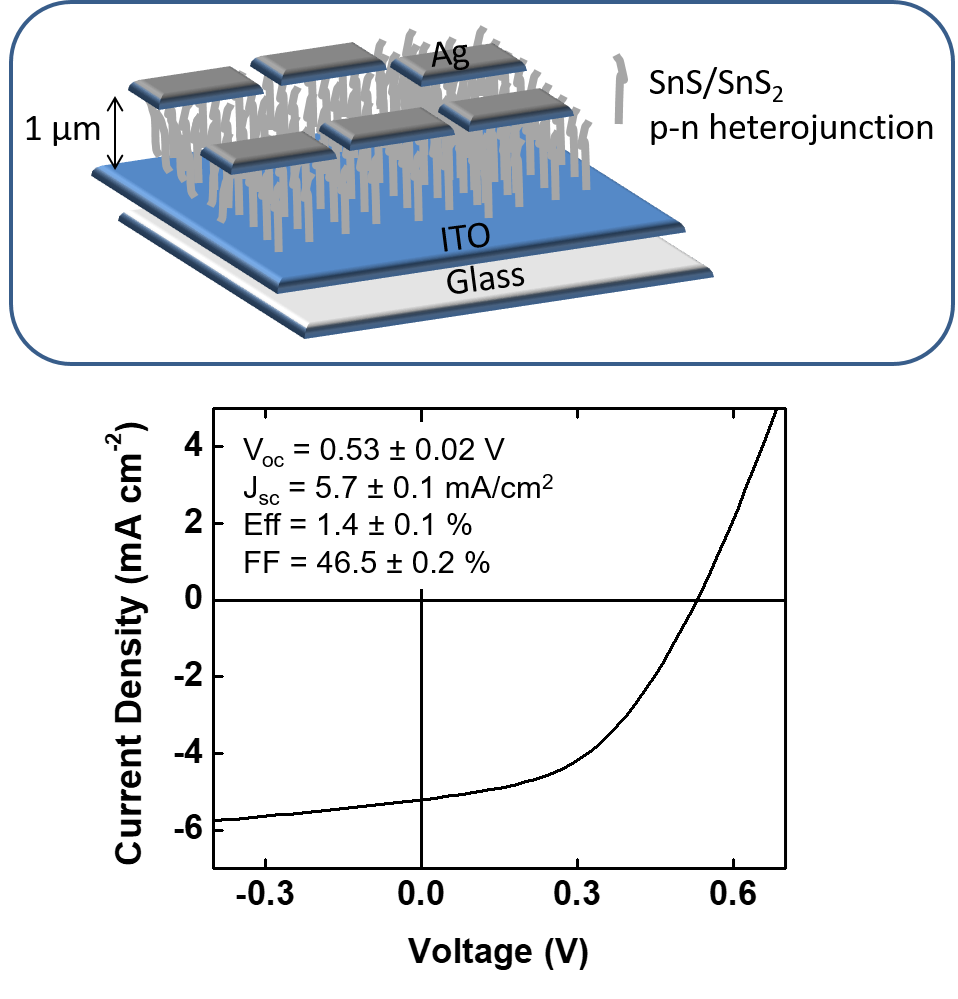 Ag
1 μm
SnS/SnS₂
p-n heterojunction
ITO
Glass
V_oc = 0.53 ± 0.02 V
J_sc = 5.7 ± 0.1 mA/cm²
Eff = 1.4 ± 0.1 %
FF = 46.5 ± 0.2 %
Current Density (mA cm⁻²)
4
2
0
-2
-4
-6
-0.3 0.0 0.3 0.6
Voltage (V)